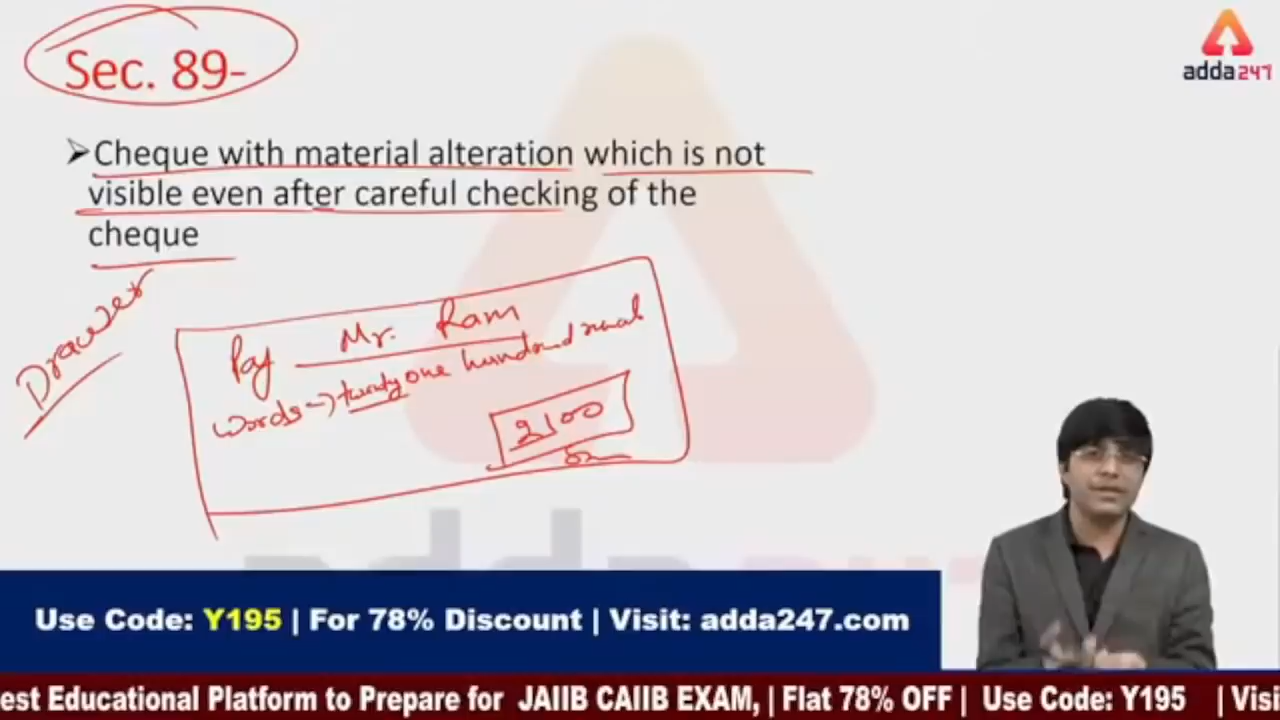 Sec. 89-
adda247
➤Cheque with material alteration which is not
visible even after careful checking of the
cheque
Drawer
Pay Mr. Ram
words→ twenty one hundred
2100
Use Code: Y195 | For 78% Discount | Visit: adda247.com
est Educational Platform to Prepare for JAIIB CAIIB EXAM, | Flat 78% OFF | Use Code: Y195 | Visi